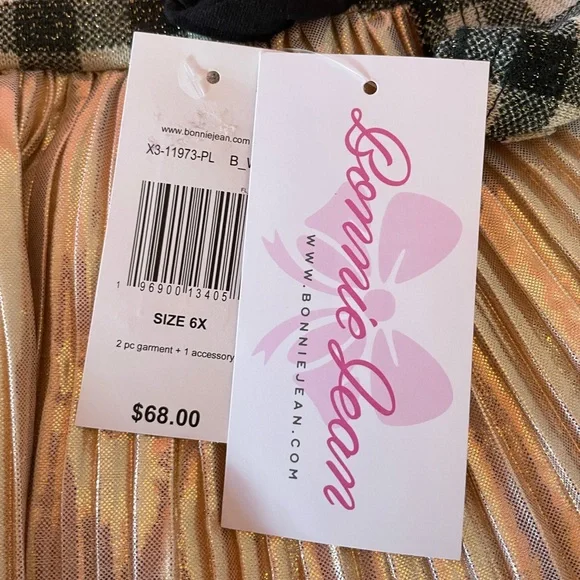 www.bonniejean.com
X3-11973-PL B_
1 96900 13405
SIZE 6X
2 pc garment + 1 accessory
$68.00
Bonnie Jean
WWW.BONNIEJEAN.COM